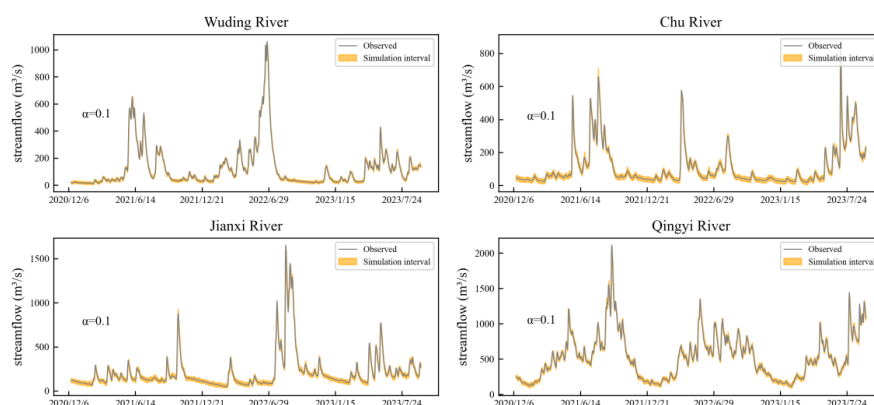 Wuding River
streamflow (m³/s)
1000
800
600
400
200
0
α=0.1
Observed
Simulation interval
2020/12/6
2021/6/14
2021/12/21
2022/6/29
2023/1/15
2023/7/24
Chu River
streamflow (m³/s)
800
600
400
200
0
α=0.1
Observed
Simulation interval
2020/12/6
2021/6/14
2021/12/21
2022/6/29
2023/1/15
2023/7/24
Jianxi River
streamflow (m³/s)
1500
1000
500
0
α=0.1
Observed
Simulation interval
2020/12/6
2021/6/14
2021/12/21
2022/6/29
2023/1/15
2023/7/24
Qingyi River
streamflow (m³/s)
2000
1500
1000
500
0
α=0.1
Observed
Simulation interval
2020/12/6
2021/6/14
2021/12/21
2022/6/29
2023/1/15
2023/7/24